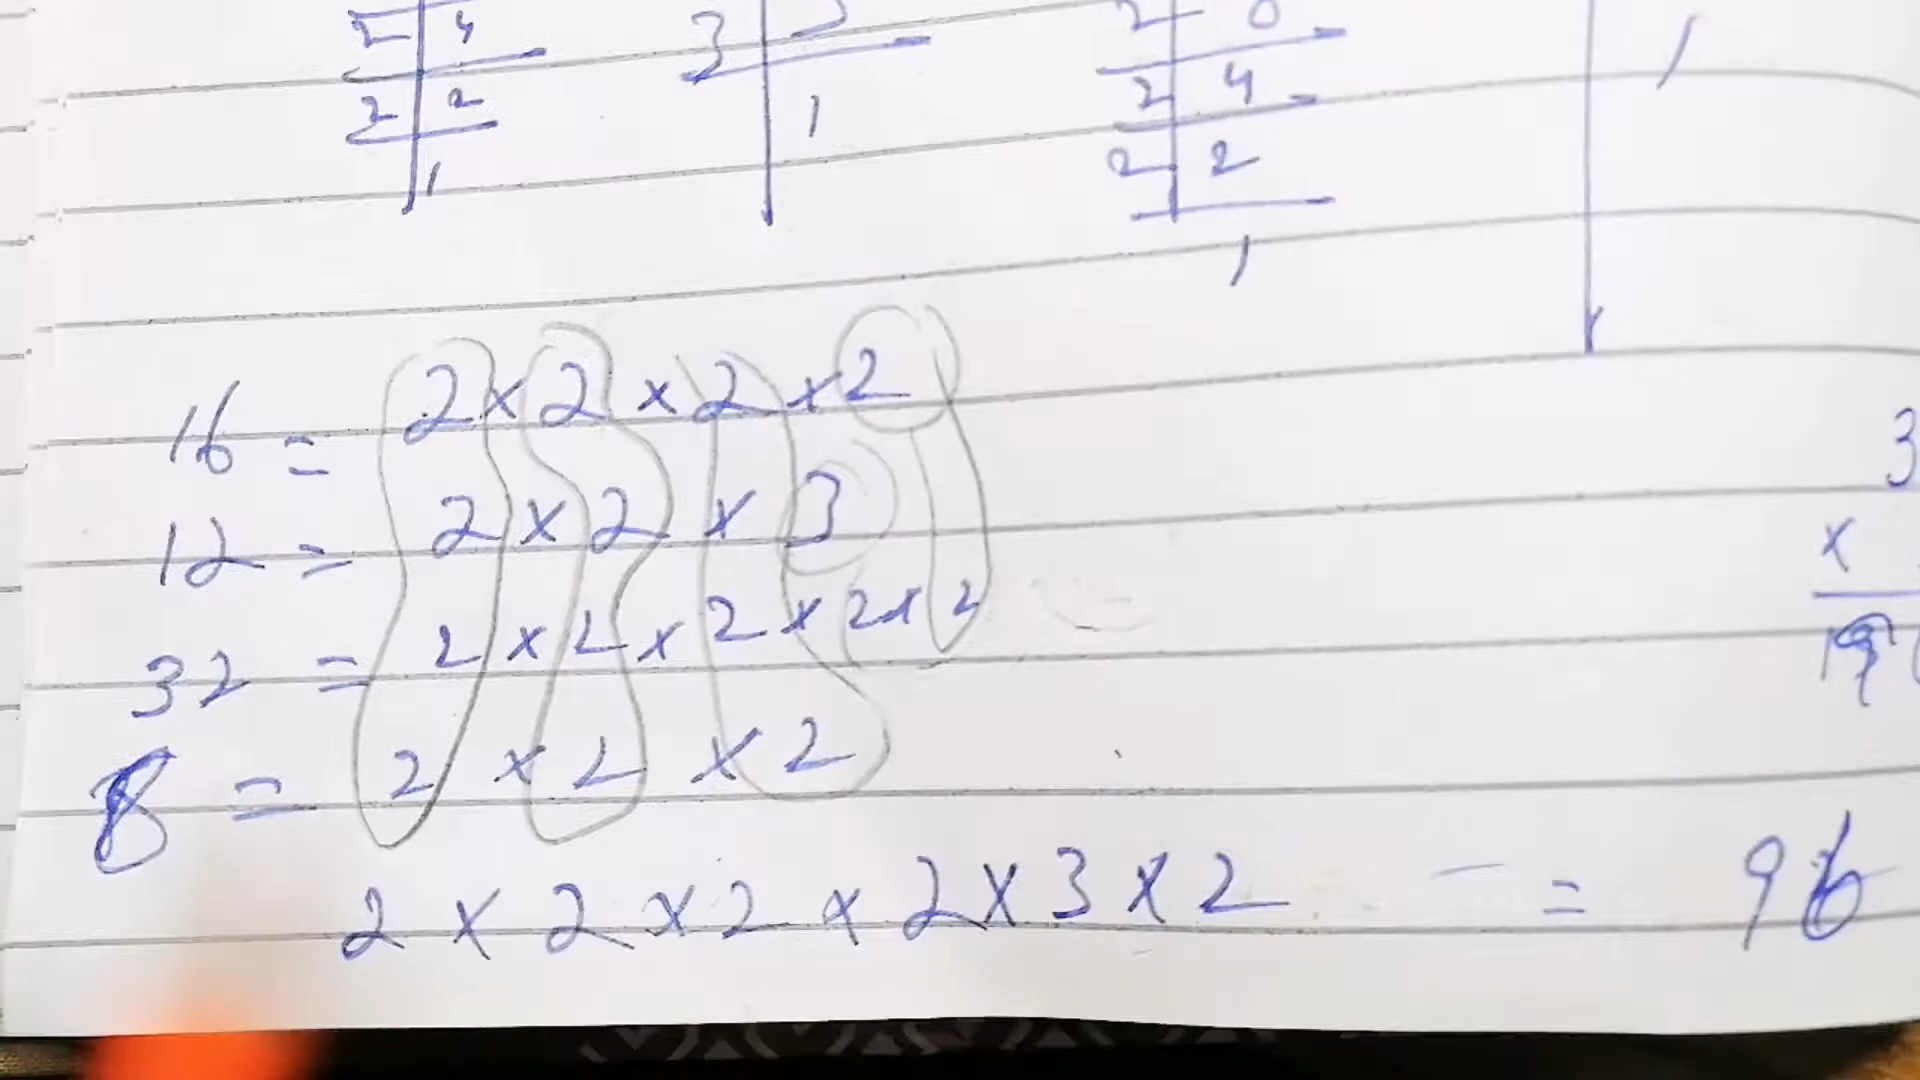 2 4 3 2
2 4
2 2 1 2 2
1 1
16 = 2 x 2 x 2 x 2
12 = 2 x 2 x 3
32 = 2 x 2 x 2 x 2 x 2
8 = 2 x 2 x 2
3
x
2 x 2 x 2 x 2 x 3 x 2 = 96